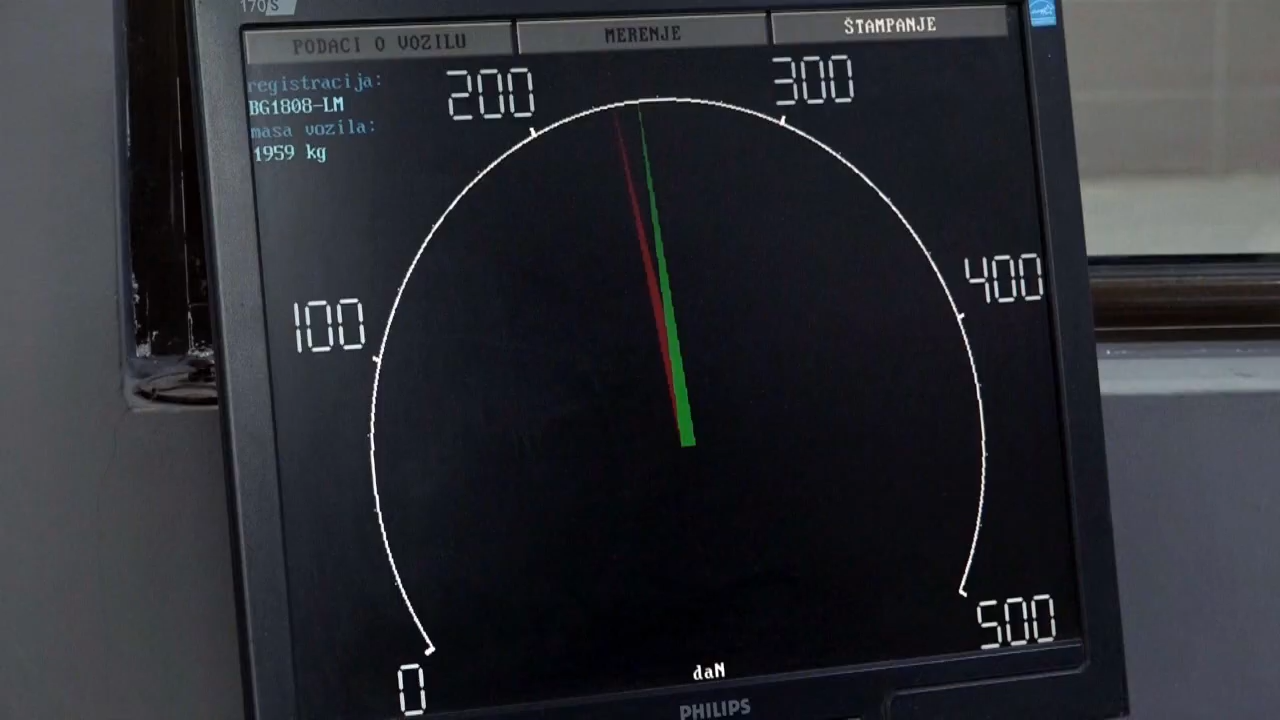 170S
PODACI O VOZILU
MERENJE
ŠTAMPANJE
registracija:
BG1808-LM
masa vozila:
1959 kg
0
100
200
300
400
500
daN
PHILIPS